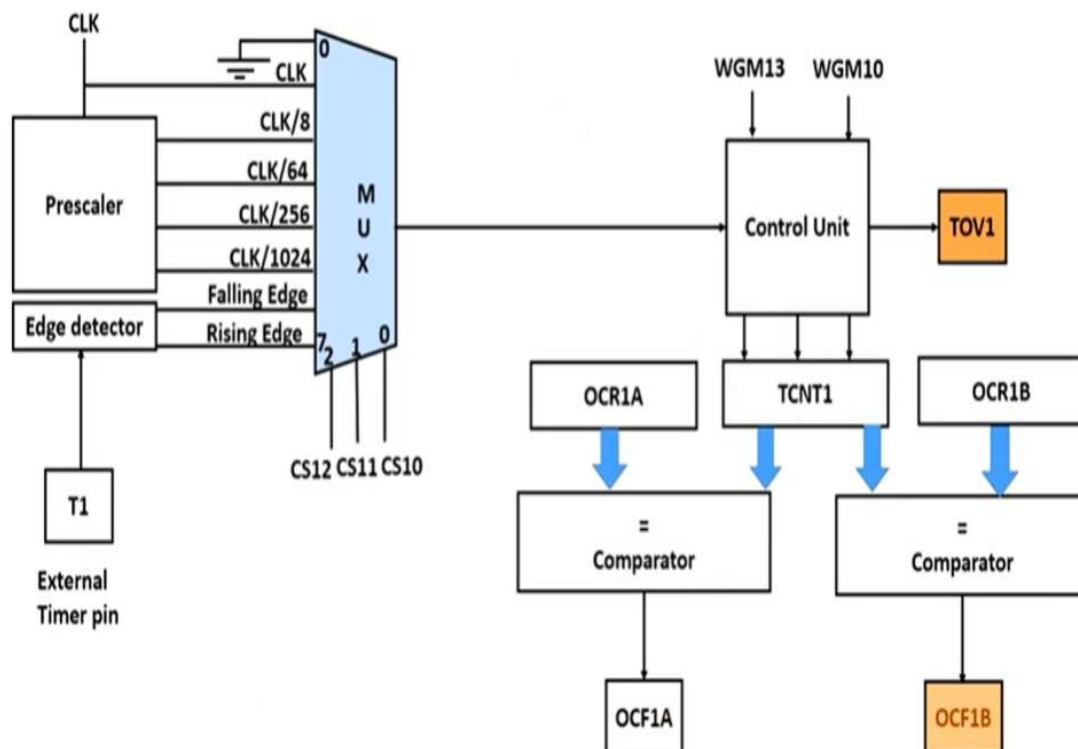 CLK
0
CLK
CLK/8
CLK/64
CLK/256
CLK/1024
Falling Edge
Rising Edge
Prescaler
Edge detector
M
U
X
7
2
1
0
CS12 CS11 CS10
T1
External
Timer pin
WGM13
WGM10
Control Unit
TOV1
OCR1A
TCNT1
OCR1B
=
Comparator
=
Comparator
OCF1A
OCF1B